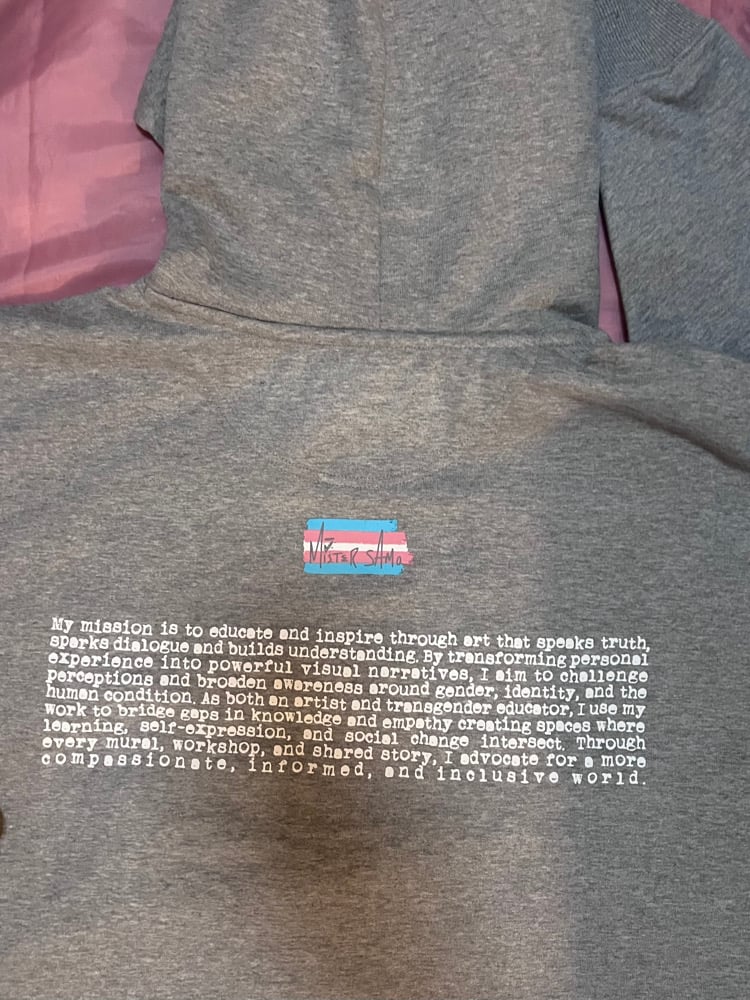 MisTER SAMO
My mission is to educate and inspire through art that speaks truth,
sparks dialogue and builds understanding. By transforming personal
experience into powerful visual narratives, I aim to challenge
perceptions and broaden awareness around gender, identity, and the
human condition. As both an artist and transgender educator, I use my
work to bridge gaps in knowledge and empathy creating spaces where
learning, self-expression, and social change intersect. Through
every mural, workshop, and shared story, I advocate for a more
compassionate, informed, and inclusive world.